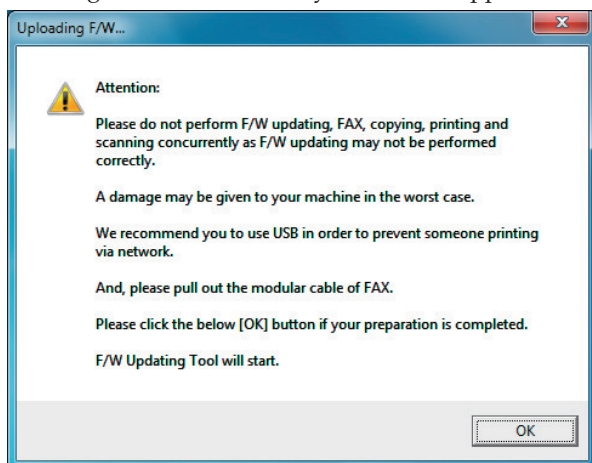 Uploading F/W...
Attention:
Please do not perform F/W updating, FAX, copying, printing and
scanning concurrently as F/W updating may not be performed
correctly.
A damage may be given to your machine in the worst case.
We recommend you to use USB in order to prevent someone printing
via network.
And, please pull out the modular cable of FAX.
Please click the below [OK] button if your preparation is completed.
F/W Updating Tool will start.
OK